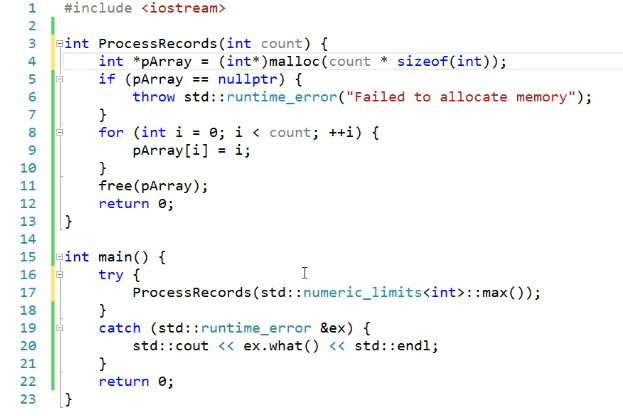 1 #include <iostream>
2
3 int ProcessRecords(int count) {
4 int *pArray = (int*)malloc(count * sizeof(int));
5 if (pArray == nullptr) {
6 throw std::runtime_error("Failed to allocate memory");
7 }
8 for (int i = 0; i < count; ++i) {
9 pArray[i] = i;
10 }
11 free(pArray);
12 return 0;
13 }
14
15 int main() {
16 try {
17 ProcessRecords(std::numeric_limits<int>::max());
18 }
19 catch (std::runtime_error &ex) {
20 std::cout << ex.what() << std::endl;
21 }
22 return 0;
23 }